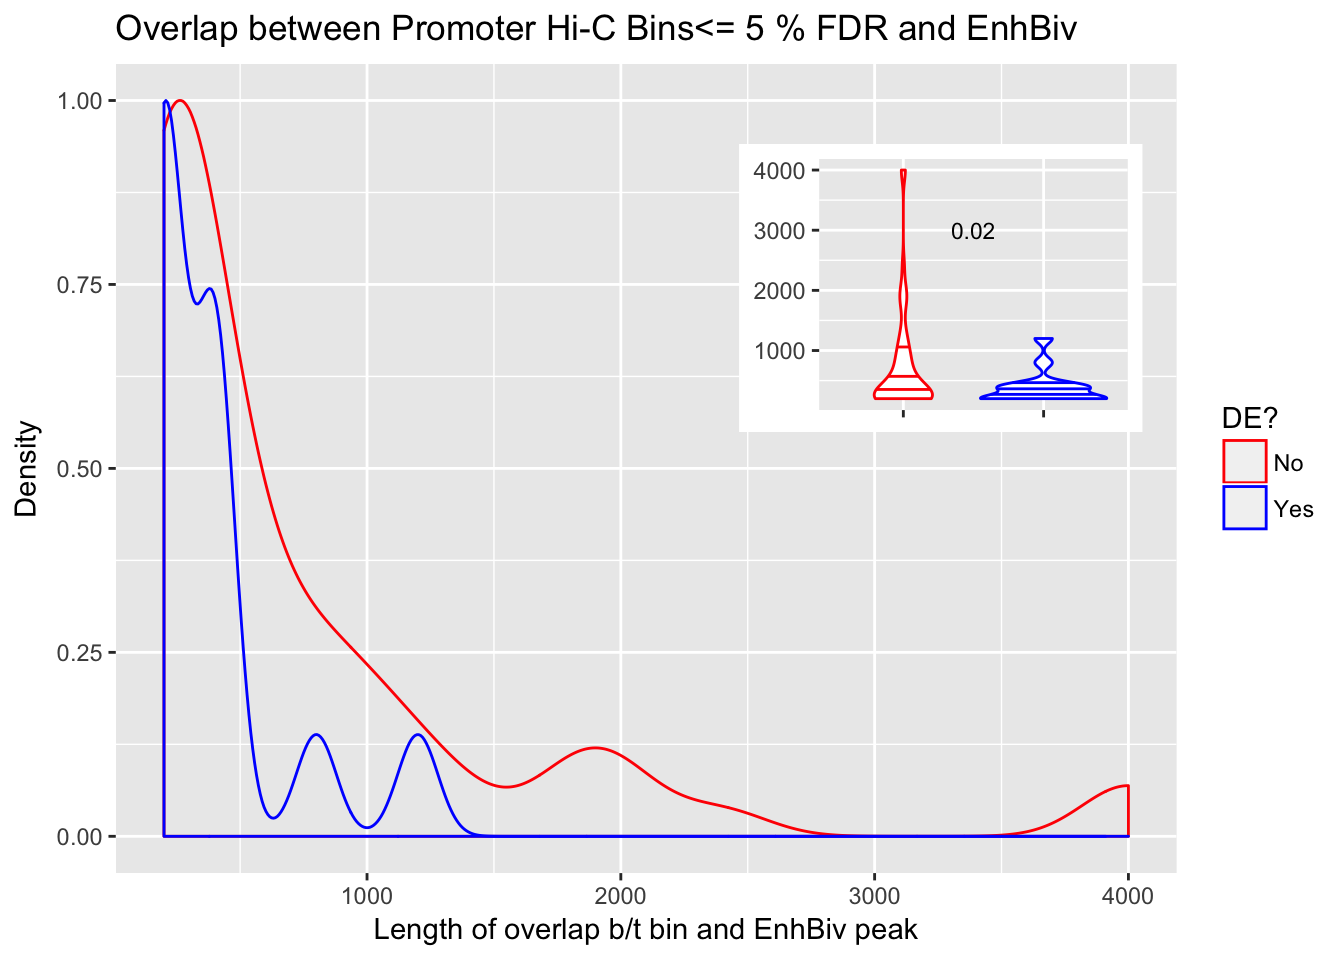 Overlap between Promoter Hi-C Bins<= 5 % FDR and EnhBiv
1.00
0.75
0.50
0.25
0.00
Density
1000
2000
3000
4000
Length of overlap b/t bin and EnhBiv peak
4000
3000
2000
1000
0.02
DE?
No
Yes